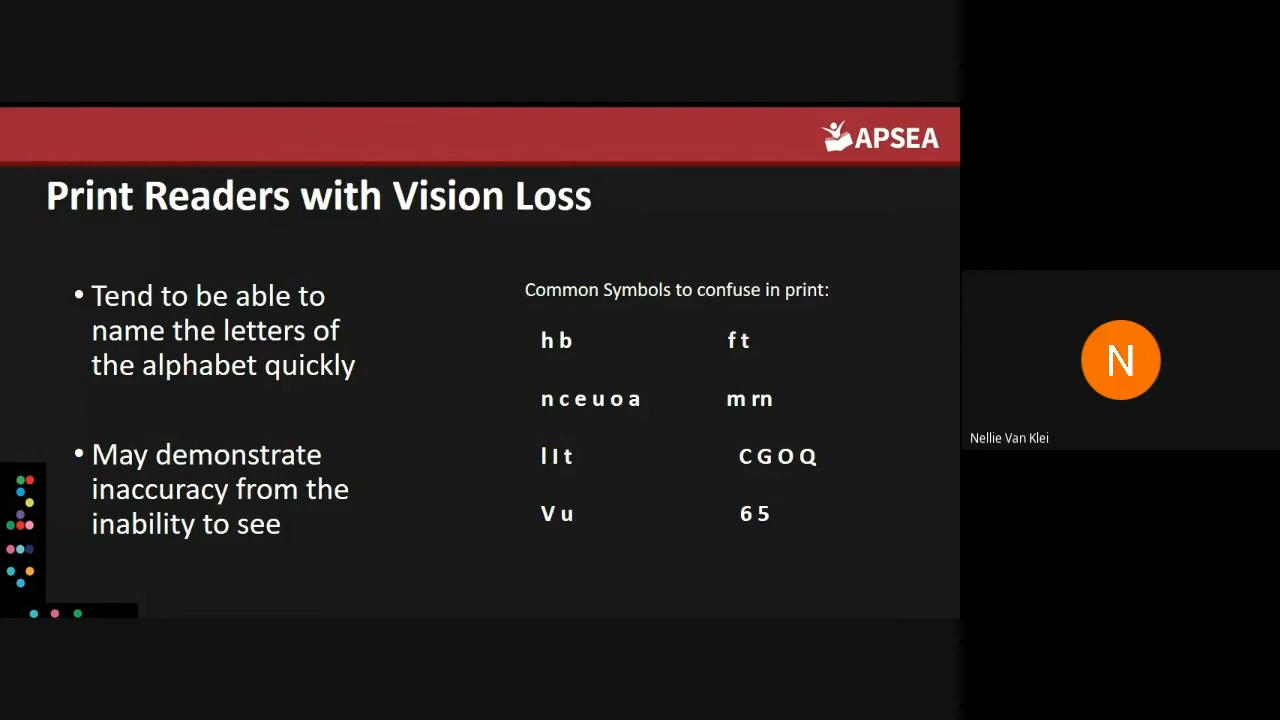 APSEA
Print Readers with Vision Loss
• Tend to be able to
name the letters of
the alphabet quickly
• May demonstrate
inaccuracy from the
inability to see
Common Symbols to confuse in print:
h b
f t
n c e u o a
m rn
l I t
C G O Q
V u
6 5
N
Nellie Van Klei